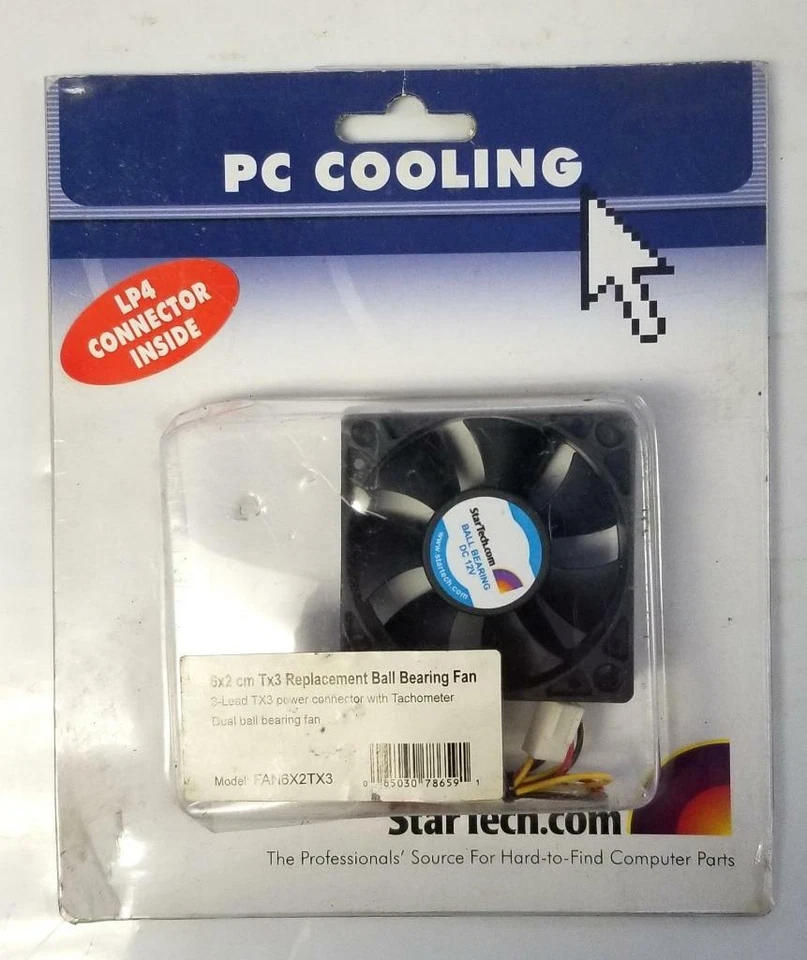 PC COOLING
LP4
CONNECTOR
INSIDE
StarTech.com
BALL BEARING
DC 12V
www.startech.com
6x2 cm Tx3 Replacement Ball Bearing Fan
3-Lead TX3 power connector with Tachometer
Dual ball bearing fan
Model: FAN6X2TX3
0 65030 78659 1
StarTech.com
The Professionals' Source For Hard-to-Find Computer Parts